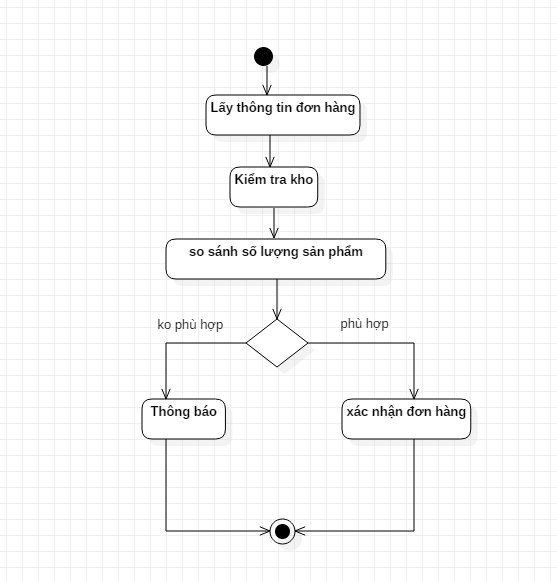 Lấy thông tin đơn hàng
Kiểm tra kho
so sánh số lượng sản phẩm
ko phù hợp
phù hợp
Thông báo
xác nhận đơn hàng